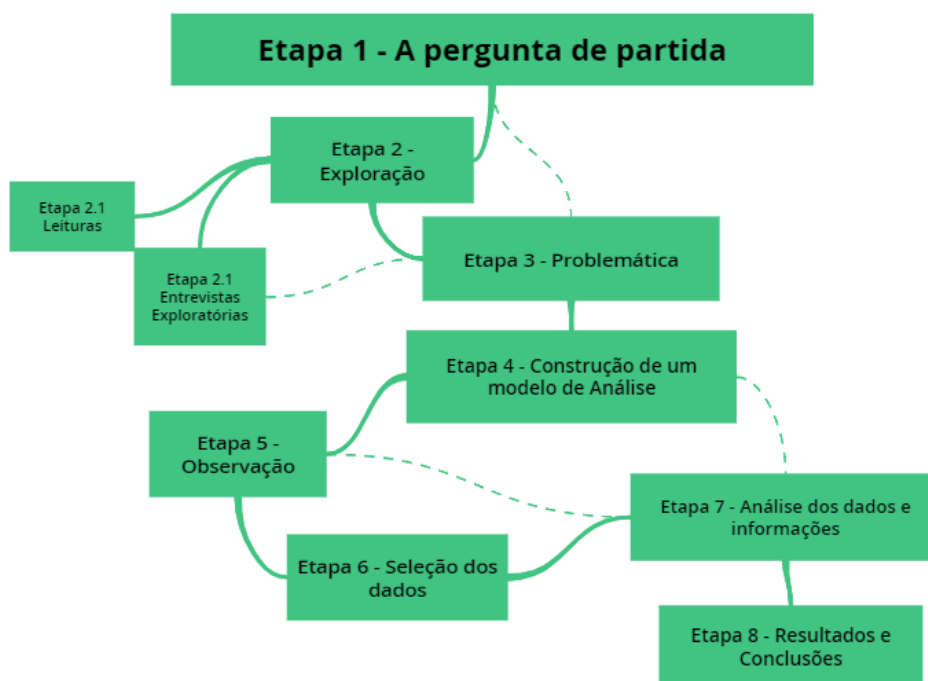 Etapa 1 - A pergunta de partida
Etapa 2 -
Exploração
Etapa 2.1
Leituras
Etapa 2.1
Entrevistas
Exploratórias
Etapa 3 - Problemática
Etapa 4 - Construção de um
modelo de Análise
Etapa 5 -
Observação
Etapa 6 - Seleção dos
dados
Etapa 7 - Análise dos dados e
informações
Etapa 8 - Resultados e
Conclusões